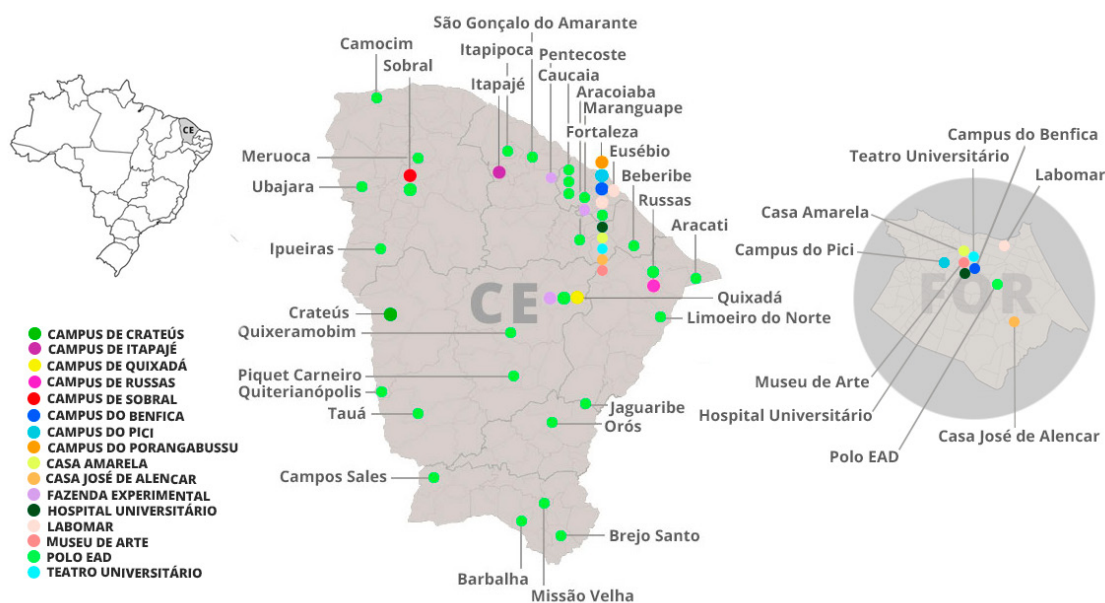 São Gonçalo do Amarante
Camocim
Itapipoca
Pentecoste
Sobral
Caucaia
Itapajé
Aracoiaba
Maranguape
Fortaleza
Eusébio
Beberibe
Russas
Aracati
Meruoca
Ubajara
Ipueiras
CE
CE
Quixadá
Limoeiro do Norte
Crateús
Quixeramobim
Piquet Carneiro
Quiterianópolis
Tauá
Jaguaribe
Orós
Campos Sales
Brejo Santo
Barbalha
Missão Velha
CAMPUS DE CRATEÚS
CAMPUS DE ITAPAJÉ
CAMPUS DE QUIXADÁ
CAMPUS DE RUSSAS
CAMPUS DE SOBRAL
CAMPUS DO BENFICA
CAMPUS DO PICI
CAMPUS DO PORANGABUSSU
CASA AMARELA
CASA JOSÉ DE ALENCAR
FAZENDA EXPERIMENTAL
HOSPITAL UNIVERSITÁRIO
LABOMAR
MUSEU DE ARTE
POLO EAD
TEATRO UNIVERSITÁRIO
Campus do Benfica
Teatro Universitário
Labomar
Casa Amarela
Campus do Pici
FOR
Museu de Arte
Hospital Universitário
Casa José de Alencar
Polo EAD